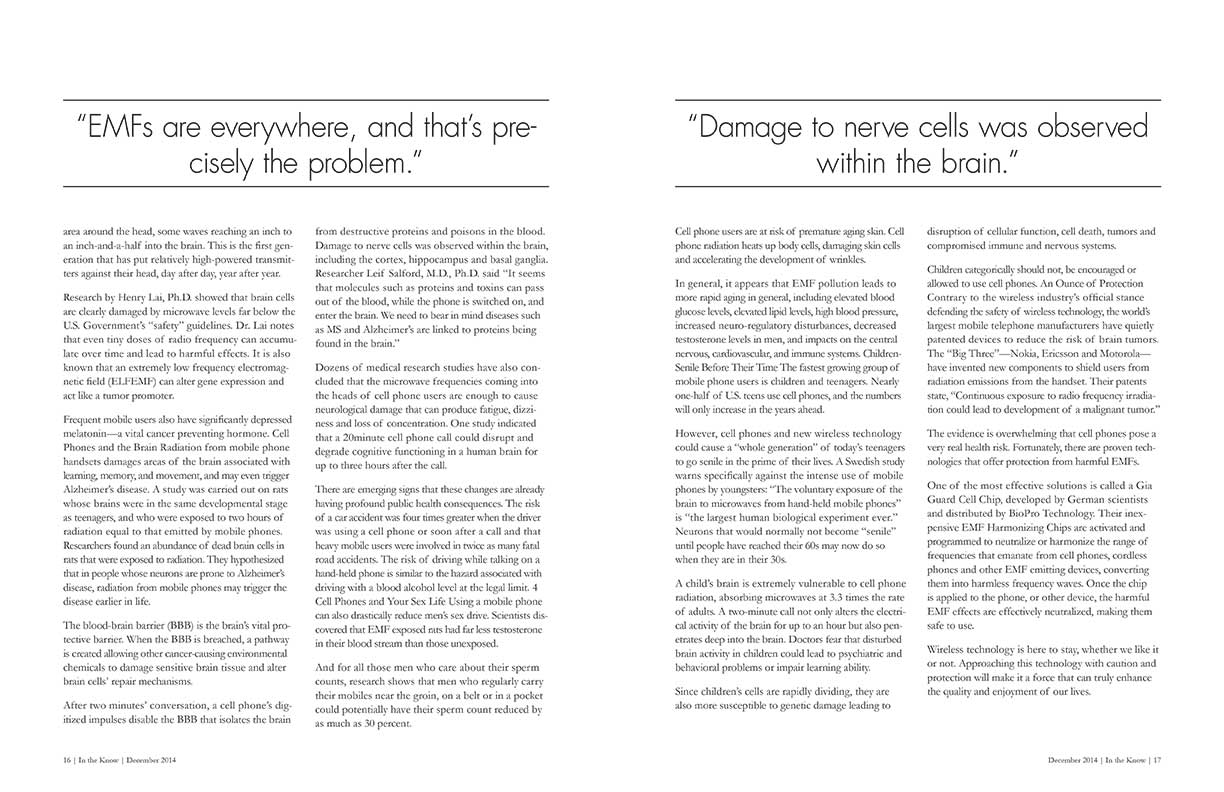 “EMFs are everywhere, and that’s pre-
cisely the problem.”
area around the head, some waves reaching an inch to
an inch-and-a-half into the brain. This is the first gen-
eration that has put relatively high-powered transmit-
ters against their head, day after day, year after year.
Research by Henry Lai, Ph.D. showed that brain cells
are clearly damaged by microwave levels far below the
U.S. Government’s “safety” guidelines. Dr. Lai notes
that even tiny doses of radio frequency can accumu-
late over time and lead to harmful effects. It is also
known that an extremely low frequency electromag-
netic field (ELFEMF) can alter gene expression and
act like a tumor promoter.
Frequent mobile users also have significantly depressed
melatonin—a vital cancer preventing hormone. Cell
Phones and the Brain Radiation from mobile phone
handsets damages areas of the brain associated with
learning, memory, and movement, and may even trigger
Alzheimer’s disease. A study was carried out on rats
whose brains were in the same developmental stage
as teenagers, and who were exposed to two hours of
radiation equal to that emitted by mobile phones.
Researchers found an abundance of dead brain cells in
rats that were exposed to radiation. They hypothesized
that in people whose neurons are prone to Alzheimer’s
disease, radiation from mobile phones may trigger the
disease earlier in life.
The blood-brain barrier (BBB) is the brain’s vital pro-
tective barrier. When the BBB is breached, a pathway
is created allowing other cancer-causing environmental
chemicals to damage sensitive brain tissue and alter
brain cells’ repair mechanisms.
After two minutes’ conversation, a cell phone’s dig-
itized impulses disable the BBB that isolates the brain
from destructive proteins and poisons in the blood.
Damage to nerve cells was observed within the brain,
including the cortex, hippocampus and basal ganglia.
Researcher Leif Salford, M.D., Ph.D. said “It seems
that molecules such as proteins and toxins can pass
out of the blood, while the phone is switched on, and
enter the brain. We need to bear in mind diseases such
as MS and Alzheimer’s are linked to proteins being
found in the brain.”
Dozens of medical research studies have also con-
cluded that the microwave frequencies coming into
the heads of cell phone users are enough to cause
neurological damage that can produce fatigue, dizzi-
ness and loss of concentration. One study indicated
that a 20minute cell phone call could disrupt and
degrade cognitive functioning in a human brain for
up to three hours after the call.
There are emerging signs that these changes are already
having profound public health consequences. The risk
of a car accident was four times greater when the driver
was using a cell phone or soon after a call and that
heavy mobile users were involved in twice as many fatal
road accidents. The risk of driving while talking on a
hand-held phone is similar to the hazard associated with
driving with a blood alcohol level at the legal limit. 4
Cell Phones and Your Sex Life Using a mobile phone
can also drastically reduce men’s sex drive. Scientists dis-
covered that EMF exposed rats had far less testosterone
in their blood stream than those unexposed.
And for all those men who care about their sperm
counts, research shows that men who regularly carry
their mobiles near the groin, on a belt or in a pocket
could potentially have their sperm count reduced by
as much as 30 percent.
16 | In the Know | December 2014
“Damage to nerve cells was observed
within the brain.”
Cell phone users are at risk of premature aging skin. Cell
phone radiation heats up body cells, damaging skin cells
and accelerating the development of wrinkles.
In general, it appears that EMF pollution leads to
more rapid aging in general, including elevated blood
glucose levels, elevated lipid levels, high blood pressure,
increased neuro-regulatory disturbances, decreased
testosterone levels in men, and impacts on the central
nervous, cardiovascular, and immune systems. Children-
Senile Before Their Time The fastest growing group of
mobile phone users is children and teenagers. Nearly
one-half of U.S. teens use cell phones, and the numbers
will only increase in the years ahead.
However, cell phones and new wireless technology
could cause a “whole generation” of today’s teenagers
to go senile in the prime of their lives. A Swedish study
warns specifically against the intense use of mobile
phones by youngsters: “The voluntary exposure of the
brain to microwaves from hand-held mobile phones”
is “the largest human biological experiment ever.”
Neurons that would normally not become “senile”
until people have reached their 60s may now do so
when they are in their 30s.
A child’s brain is extremely vulnerable to cell phone
radiation, absorbing microwaves at 3.3 times the rate
of adults. A two-minute call not only alters the electri-
cal activity of the brain for up to an hour but also pen-
etrates deep into the brain. Doctors fear that disturbed
brain activity in children could lead to psychiatric and
behavioral problems or impair learning ability.
Since children’s cells are rapidly dividing, they are
also more susceptible to genetic damage leading to
disruption of cellular function, cell death, tumors and
compromised immune and nervous systems.
Children categorically should not, be encouraged or
allowed to use cell phones. An Ounce of Protection
Contrary to the wireless industry’s official stance
defending the safety of wireless technology, the world’s
largest mobile telephone manufacturers have quietly
patented devices to reduce the risk of brain tumors.
The “Big Three”—Nokia, Ericsson and Motorola—
have invented new components to shield users from
radiation emissions from the handset. Their patents
state, “Continuous exposure to radio frequency irradia-
tion could lead to development of a malignant tumor.”
The evidence is overwhelming that cell phones pose a
very real health risk. Fortunately, there are proven tech-
nologies that offer protection from harmful EMFs.
One of the most effective solutions is called a Gia
Guard Cell Chip, developed by German scientists
and distributed by BioPro Technology. Their inex-
pensive EMF Harmonizing Chips are activated and
programmed to neutralize or harmonize the range of
frequencies that emanate from cell phones, cordless
phones and other EMF emitting devices, converting
them into harmless frequency waves. Once the chip
is applied to the phone, or other device, the harmful
EMF effects are effectively neutralized, making them
safe to use.
Wireless technology is here to stay, whether we like it
or not. Approaching this technology with caution and
protection will make it a force that can truly enhance
the quality and enjoyment of our lives.
December 2014 | In the Know | 17